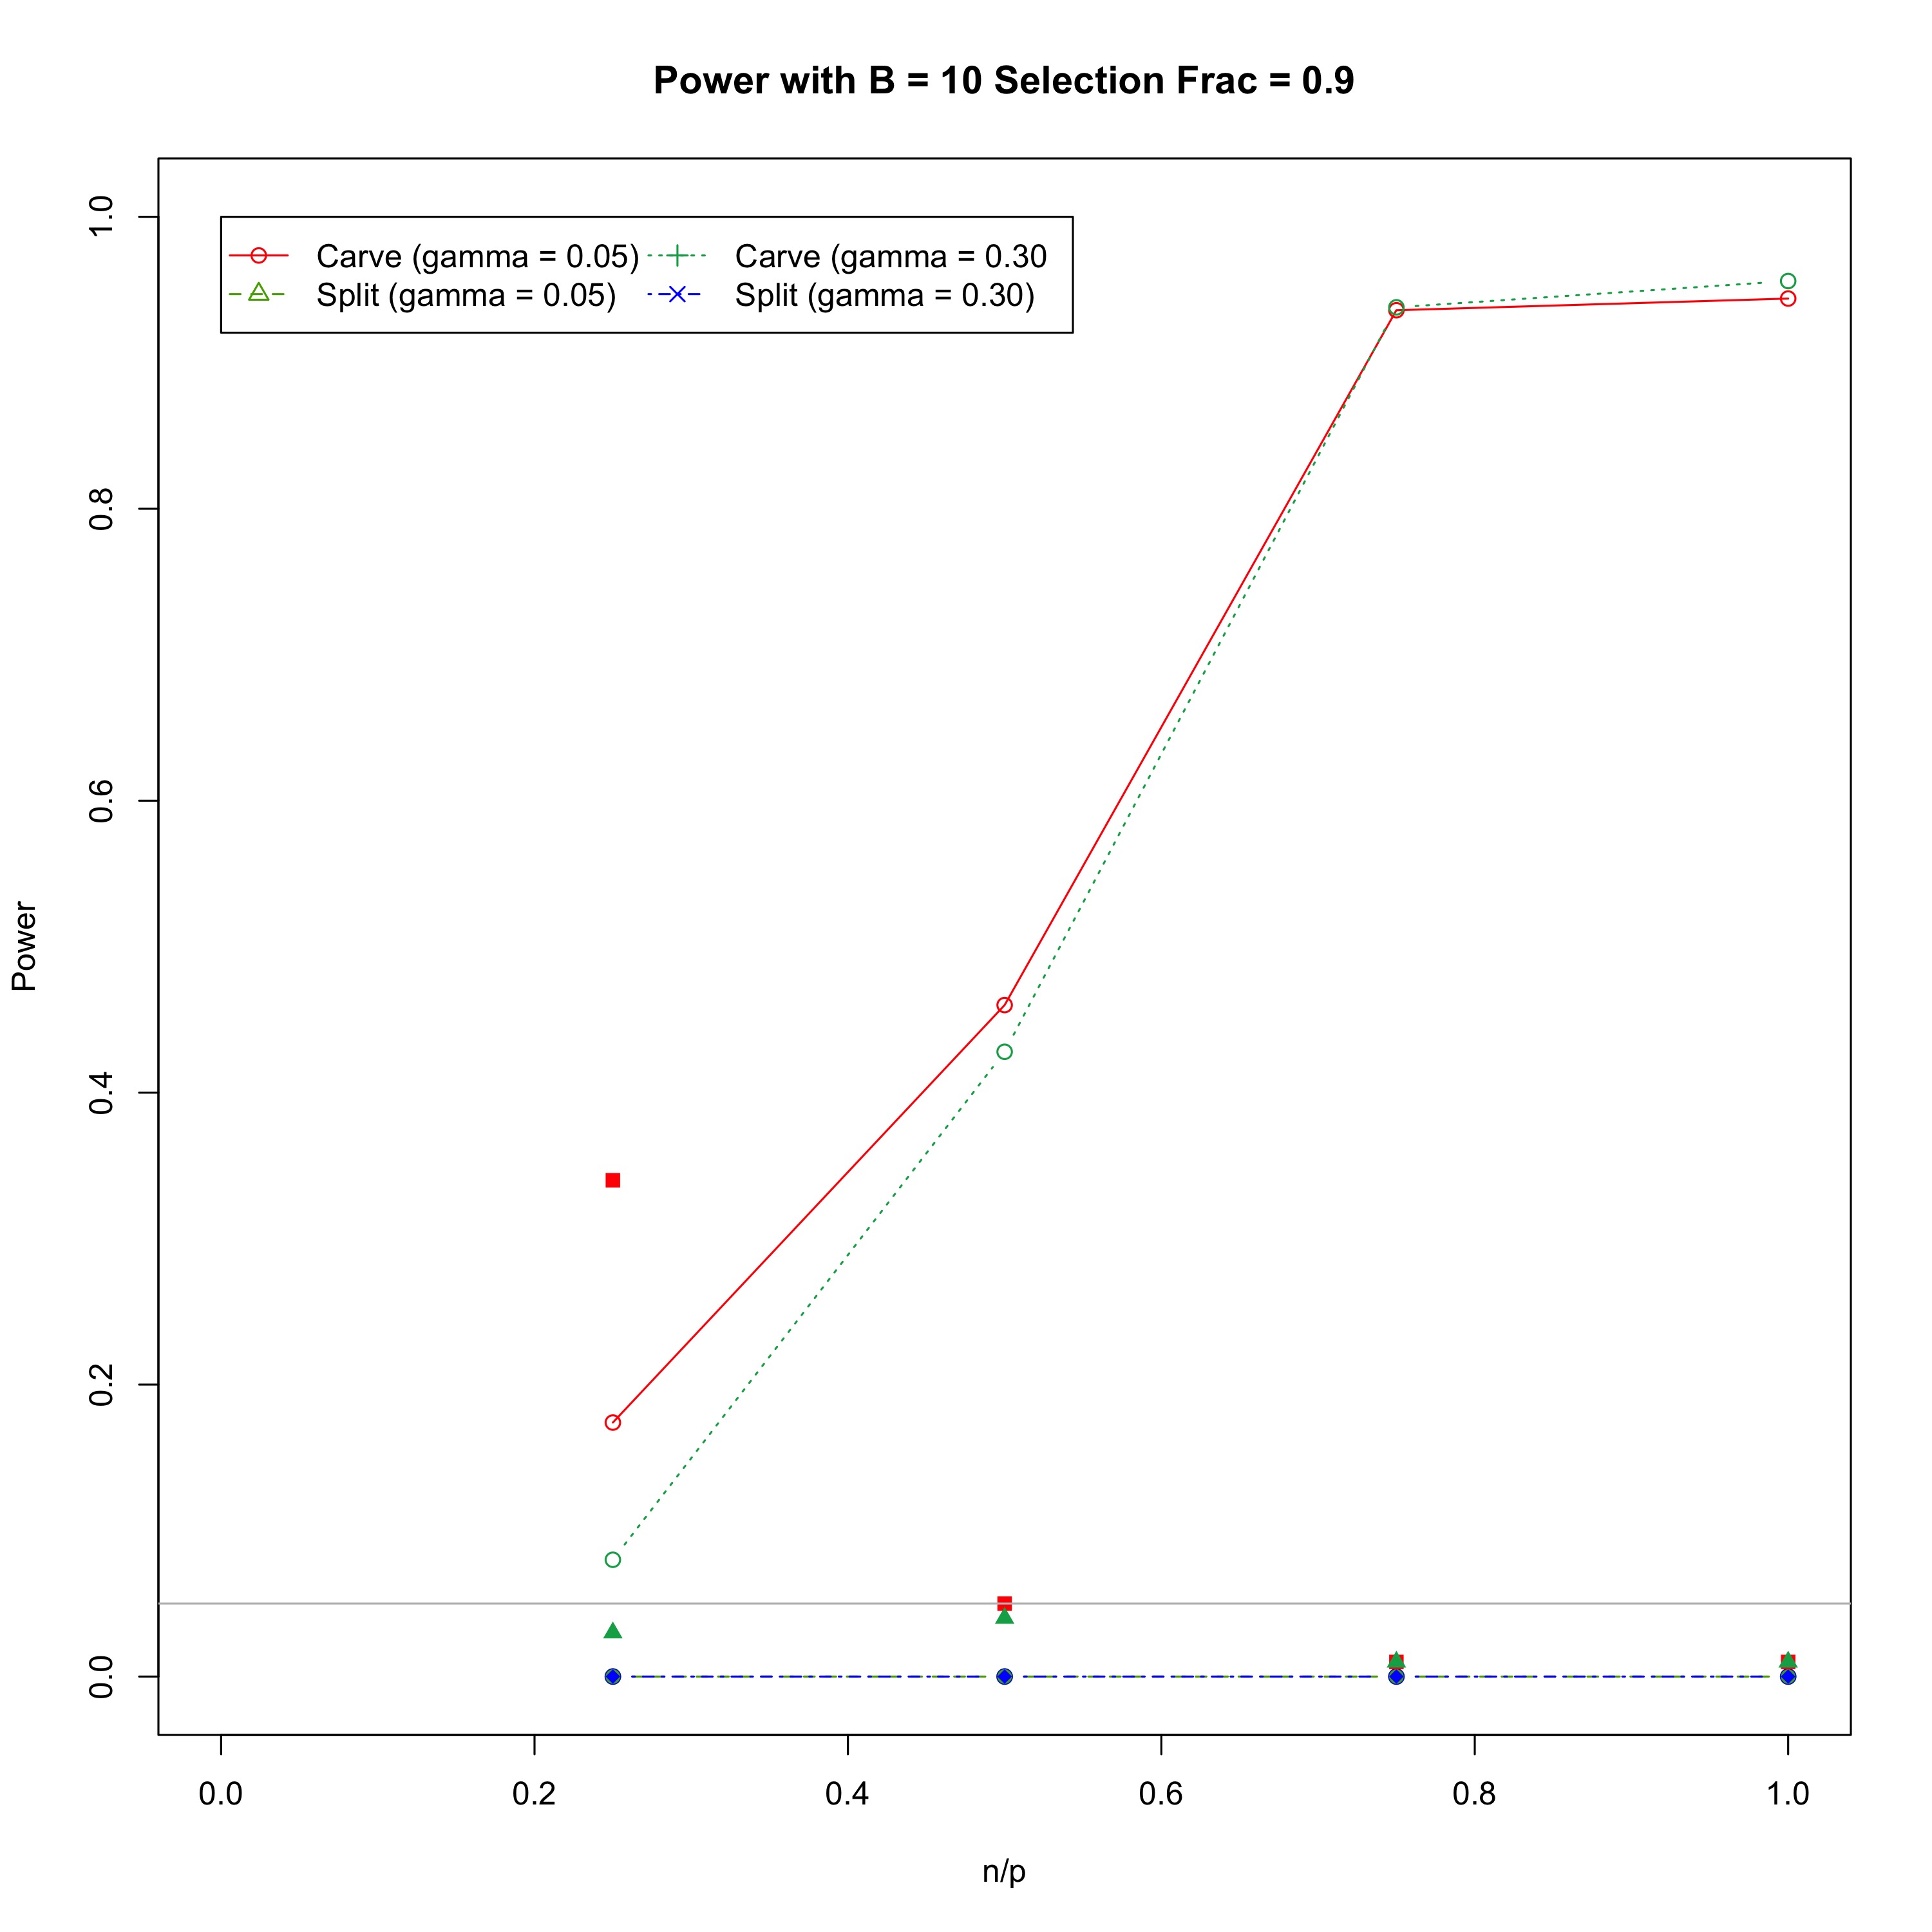 Power with B = 10 Selection Frac = 0.9
Carve (gamma = 0.05) Carve (gamma = 0.30
Split (gamma = 0.05) Split (gamma = 0.30)
1.0
0.8
0.6
0.4
0.2
0.0
Power
0.0 0.2 0.4 0.6 0.8 1.0
n/p